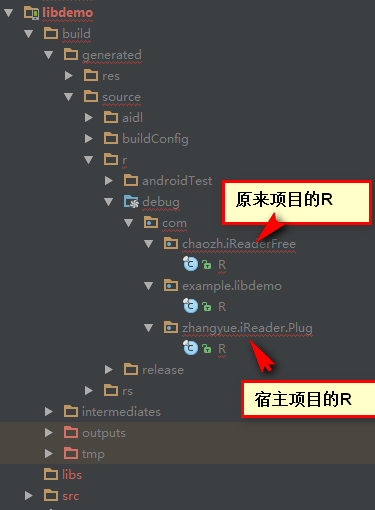 libdemo
build
generated
res
source
aidl
buildConfig
r
androidTest
debug
com
原来项目的R
chaozh.iReaderFree
R
example.libdemo
R
zhangyue.iReader.Plug
R
release
宿主项目的R
rs
intermediates
outputs
tmp
libs
src